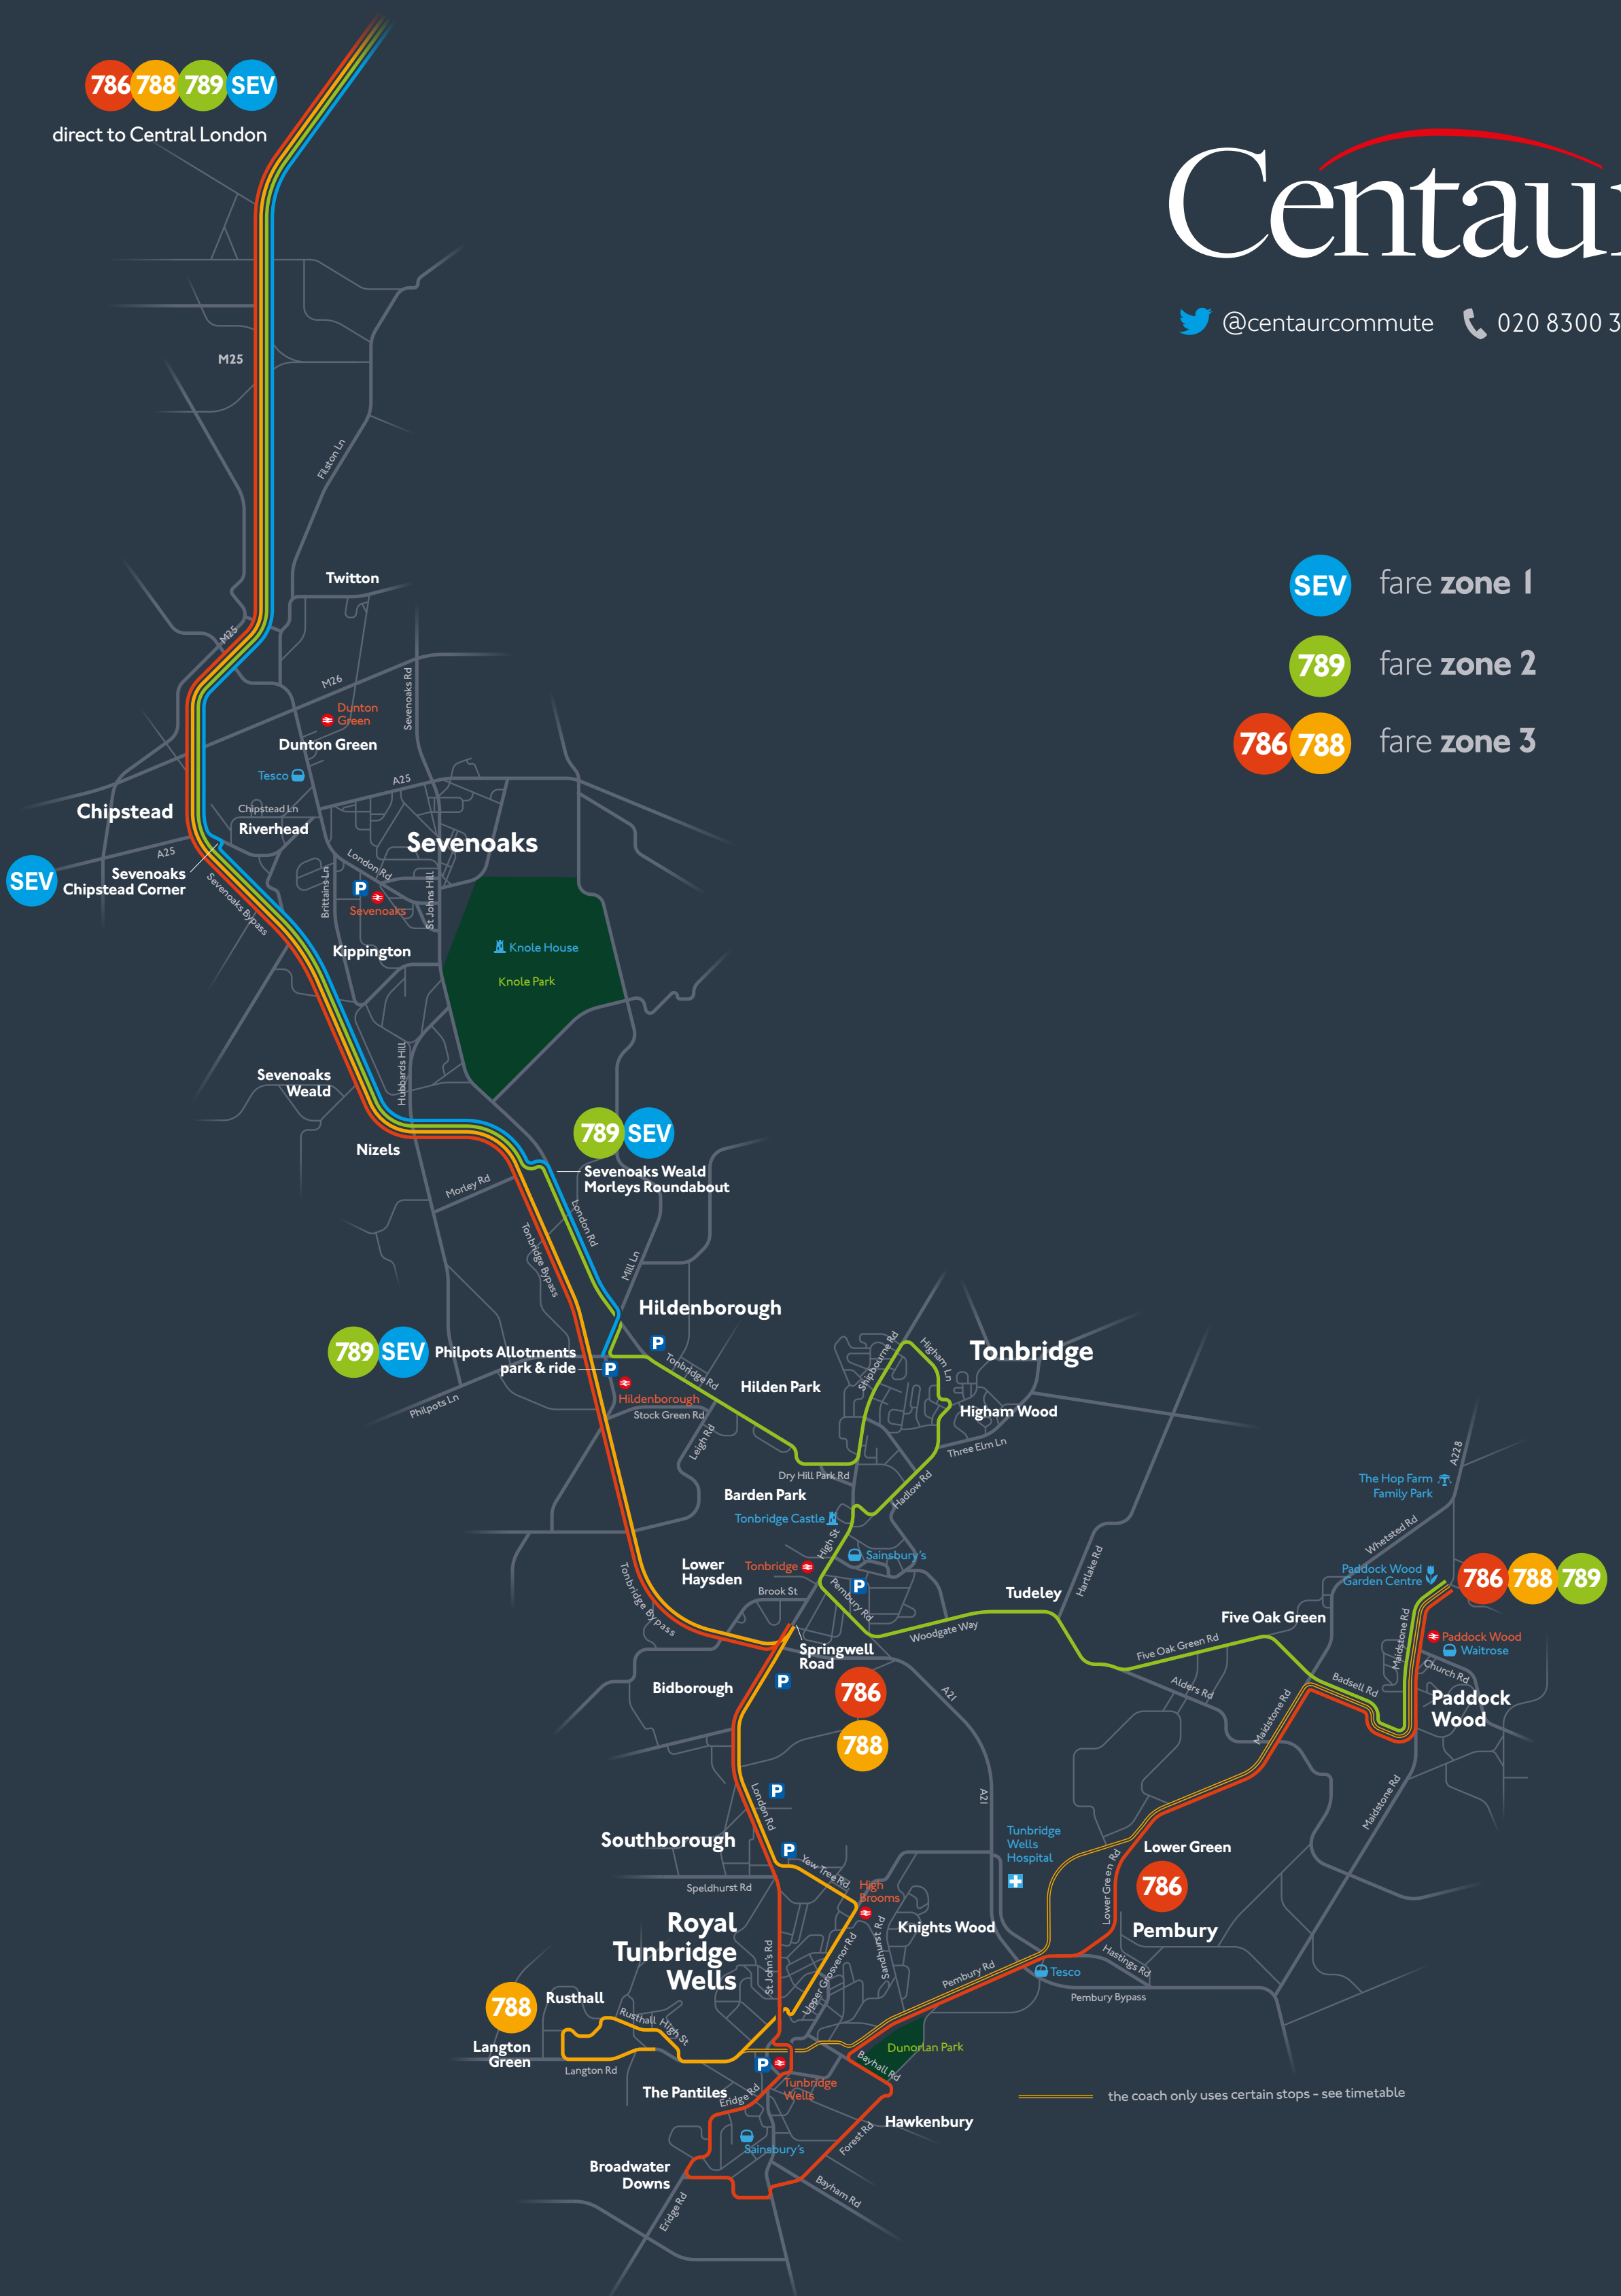 786 788 789 SEV
direct to Central London
Centaur
@centaurcommute
020 8300 3
M25
Filston Ln
SEV fare zone 1
789 fare zone 2
786 788 fare zone 3
Twitton
M25
M26
Sevenoaks Rd
Dunton
Green
Dunton Green
Tesco
A25
Chipstead Ln
Chipstead
Riverhead
Sevenoaks
A25
SEV
Sevenoaks
Chipstead Corner
London Rd
Brittains Ln
St Johns Hill
Sevenoaks
Sevenoaks Bypass
Kippington
Knole House
Knole Park
Sevenoaks
Weald
Hubbards Hill
Nizels
789 SEV
Sevenoaks Weald
Morleys Roundabout
Morley Rd
London Rd
Tonbridge Bypass
Mill Ln
Hildenborough
789 SEV
Philpots Allotments
park & ride
P
P
Tonbridge Rd
Hildenborough
Stock Green Rd
Philpots Ln
Leigh Rd
Hilden Park
Shipbourne Rd
Higham Ln
Tonbridge
Higham Wood
Three Elm Ln
Dry Hill Park Rd
Hadlow Rd
Barden Park
Tonbridge Castle
High St
Sainsbury's
Lower
Haysden
Tonbridge
P
Brook St
Pembury Rd
Tonbridge Bypass
Woodgate Way
Tudeley
Hartlake Rd
A228
The Hop Farm
Family Park
Whetsted Rd
Paddock Wood
Garden Centre
786 788 789
Five Oak Green
Five Oak Green Rd
Maidstone Rd
Paddock Wood
Waitrose
Church Rd
Badsell Rd
Alders Rd
Paddock
Wood
Springwell
Road
P
786
788
Bidborough
A21
Maidstone Rd
Maidstone Rd
A21
P
London Rd
Southborough
P
Yew Tree Rd
Speldhurst Rd
High
Brooms
Tunbridge
Wells
Hospital
Lower Green
786
Lower Green Rd
Pembury
Knights Wood
Sandhurst Rd
Royal
Tunbridge
Wells
St John's Rd
Upper Grosvenor Rd
Pembury Rd
Hastings Rd
Tesco
Pembury Bypass
788
Rusthall
Rusthall High St
Langton
Green
Langton Rd
P
Tunbridge
Wells
Dunorlan Park
Bayhall Rd
The Pantiles
Eridge Rd
Hawkenbury
the coach only uses certain stops - see timetable
Sainsbury's
Forest Rd
Broadwater
Downs
Bayham Rd
Eridge Rd